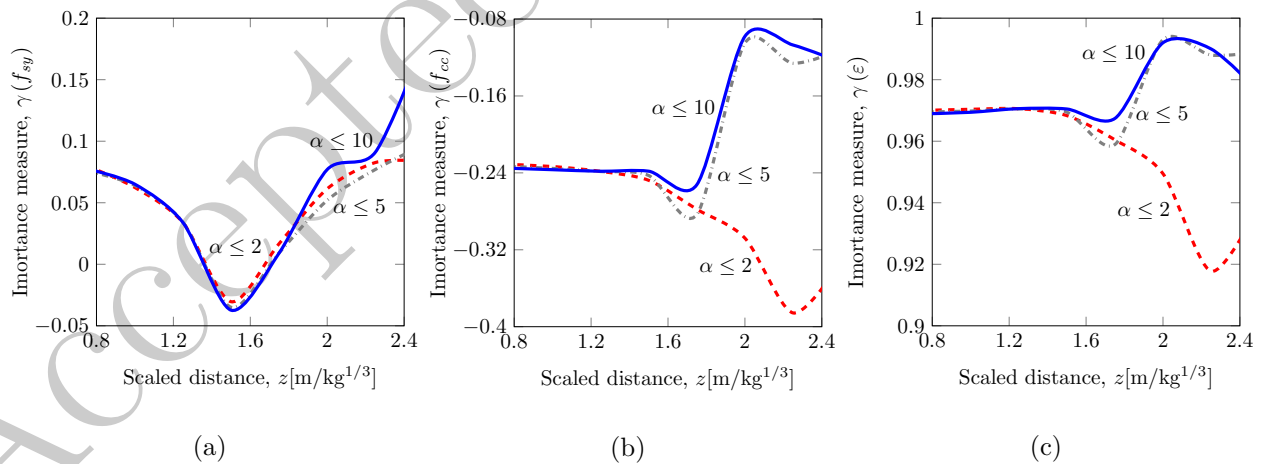 0.2
0.15
0.1
0.05
0
−0.05
0.8
1.2
1.6
2
2.4
Imortance measure, γ (f_sy)
Scaled distance, z[m/kg^1/3]
α ≤ 10
α ≤ 5
α ≤ 2
(a)
−0.08
−0.16
−0.24
−0.32
−0.4
0.8
1.2
1.6
2
2.4
Imortance measure, γ (f_cc)
Scaled distance, z[m/kg^1/3]
α ≤ 10
α ≤ 5
α ≤ 2
(b)
1
0.98
0.96
0.94
0.92
0.9
0.8
1.2
1.6
2
2.4
Imortance measure, γ (ε)
Scaled distance, z[m/kg^1/3]
α ≤ 10
α ≤ 5
α ≤ 2
(c)
Accepte